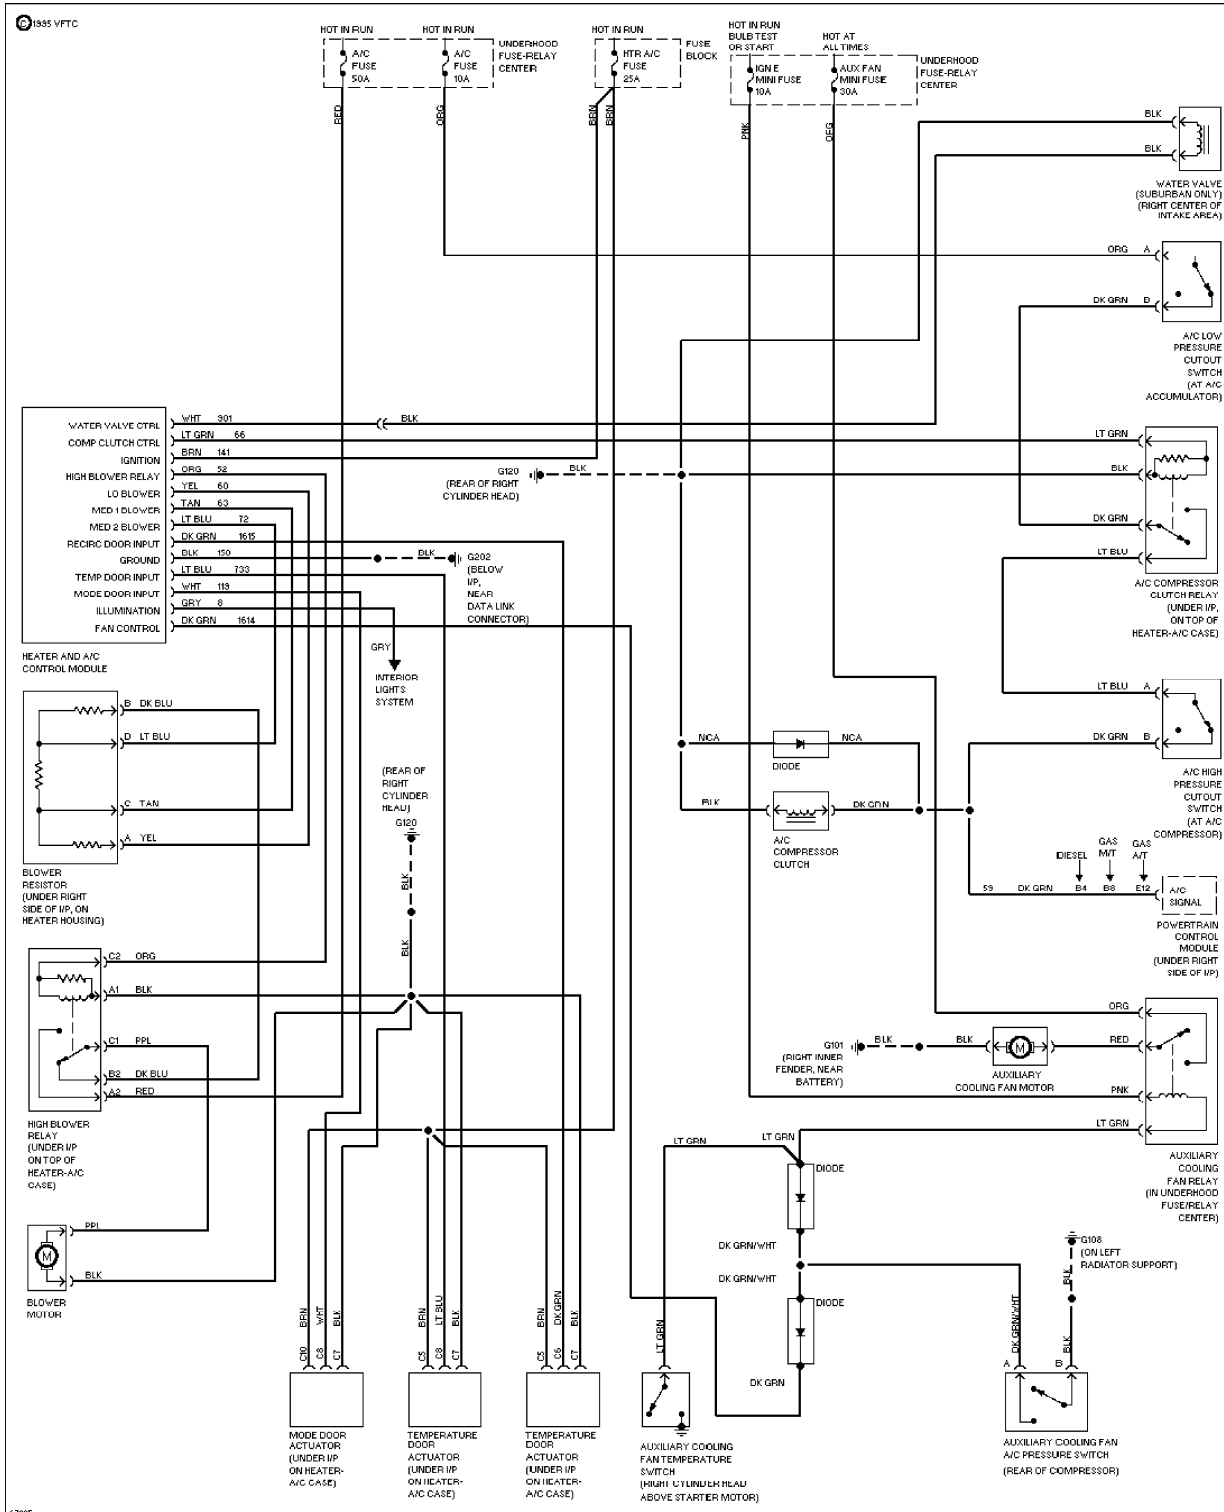 © 1995 VFTC
HOT IN RUN
A/C
FUSE
50A
HOT IN RUN
A/C
FUSE
10A
UNDERHOOD
FUSE-RELAY
CENTER
HOT IN RUN
HTR A/C
FUSE
25A
FUSE
BLOCK
HOT IN RUN
BULB TEST
OR START
IGN E
MINI FUSE
10A
HOT AT
ALL TIMES
AUX FAN
MINI FUSE
30A
UNDERHOOD
FUSE-RELAY
CENTER
RED
ORG
BRN
BRN
PNK
ORG
BLK
BLK
WATER VALVE
(SUBURBAN ONLY)
(RIGHT CENTER OF
INTAKE AREA)
ORG A
DK GRN B
A/C LOW
PRESSURE
CUTOUT
SWITCH
(AT A/C
ACCUMULATOR)
WATER VALVE CTRL WHT 901 BLK
COMP CLUTCH CTRL LT GRN 66
IGNITION BRN 141
HIGH BLOWER RELAY ORG 52
LO BLOWER YEL 60
MED 1 BLOWER TAN 63
MED 2 BLOWER LT BLU 72
RECIRC DOOR INPUT DK GRN 1615
GROUND BLK 150 BLK
TEMP DOOR INPUT LT BLU 733
MODE DOOR INPUT WHT 119
ILLUMINATION GRY 8
FAN CONTROL DK GRN 1614
HEATER AND A/C
CONTROL MODULE
G202
(BELOW
I/P,
NEAR
DATA LINK
CONNECTOR)
GRY
INTERIOR
LIGHTS
SYSTEM
G120 BLK
(REAR OF RIGHT
CYLINDER HEAD)
LT GRN
BLK
DK GRN
LT BLU
A/C COMPRESSOR
CLUTCH RELAY
(UNDER I/P,
ON TOP OF
HEATER-A/C CASE)
LT BLU A
DK GRN B
A/C HIGH
PRESSURE
CUTOUT
SWITCH
(AT A/C
COMPRESSOR)
B DK BLU
D LT BLU
C TAN
A YEL
BLOWER
RESISTOR
(UNDER RIGHT
SIDE OF I/P, ON
HEATER HOUSING)
(REAR OF
RIGHT
CYLINDER
HEAD)
G120
BLK
BLK
NCA NCA
DIODE
BLK DK GRN
A/C
COMPRESSOR
CLUTCH
DIESEL
GAS
M/T
GAS
A/T
59 DK GRN B4 B8 E12
A/C
SIGNAL
POWERTRAIN
CONTROL
MODULE
(UNDER RIGHT
SIDE OF I/P)
C2 ORG
A1 BLK
C1 PPL
B2 DK BLU
A2 RED
HIGH BLOWER
RELAY
(UNDER I/P
ON TOP OF
HEATER-A/C
CASE)
PPL
M
BLK
BLOWER
MOTOR
G101 BLK BLK M RED
(RIGHT INNER
FENDER, NEAR
BATTERY)
AUXILIARY
COOLING FAN MOTOR
ORG
PNK
LT GRN
AUXILIARY
COOLING
FAN RELAY
(IN UNDERHOOD
FUSE/RELAY
CENTER)
LT GRN LT GRN
DIODE
DK GRN/WHT
DK GRN/WHT
DIODE
DK GRN
G108
(ON LEFT
RADIATOR SUPPORT)
BLK
BLK
DK GRN/WHT
A B
AUXILIARY COOLING FAN
A/C PRESSURE SWITCH
(REAR OF COMPRESSOR)
LT GRN
AUXILIARY COOLING
FAN TEMPERATURE
SWITCH
(RIGHT CYLINDER HEAD
ABOVE STARTER MOTOR)
BRN WHT BLK
C10 C8 C7
MODE DOOR
ACTUATOR
(UNDER I/P
ON HEATER-
A/C CASE)
BRN LT BLU BLK
C5 C8 C7
TEMPERATURE
DOOR
ACTUATOR
(UNDER I/P
ON HEATER-
A/C CASE)
BRN DK GRN BLK
C5 C6 C7
TEMPERATURE
DOOR
ACTUATOR
(UNDER I/P
ON HEATER-
A/C CASE)